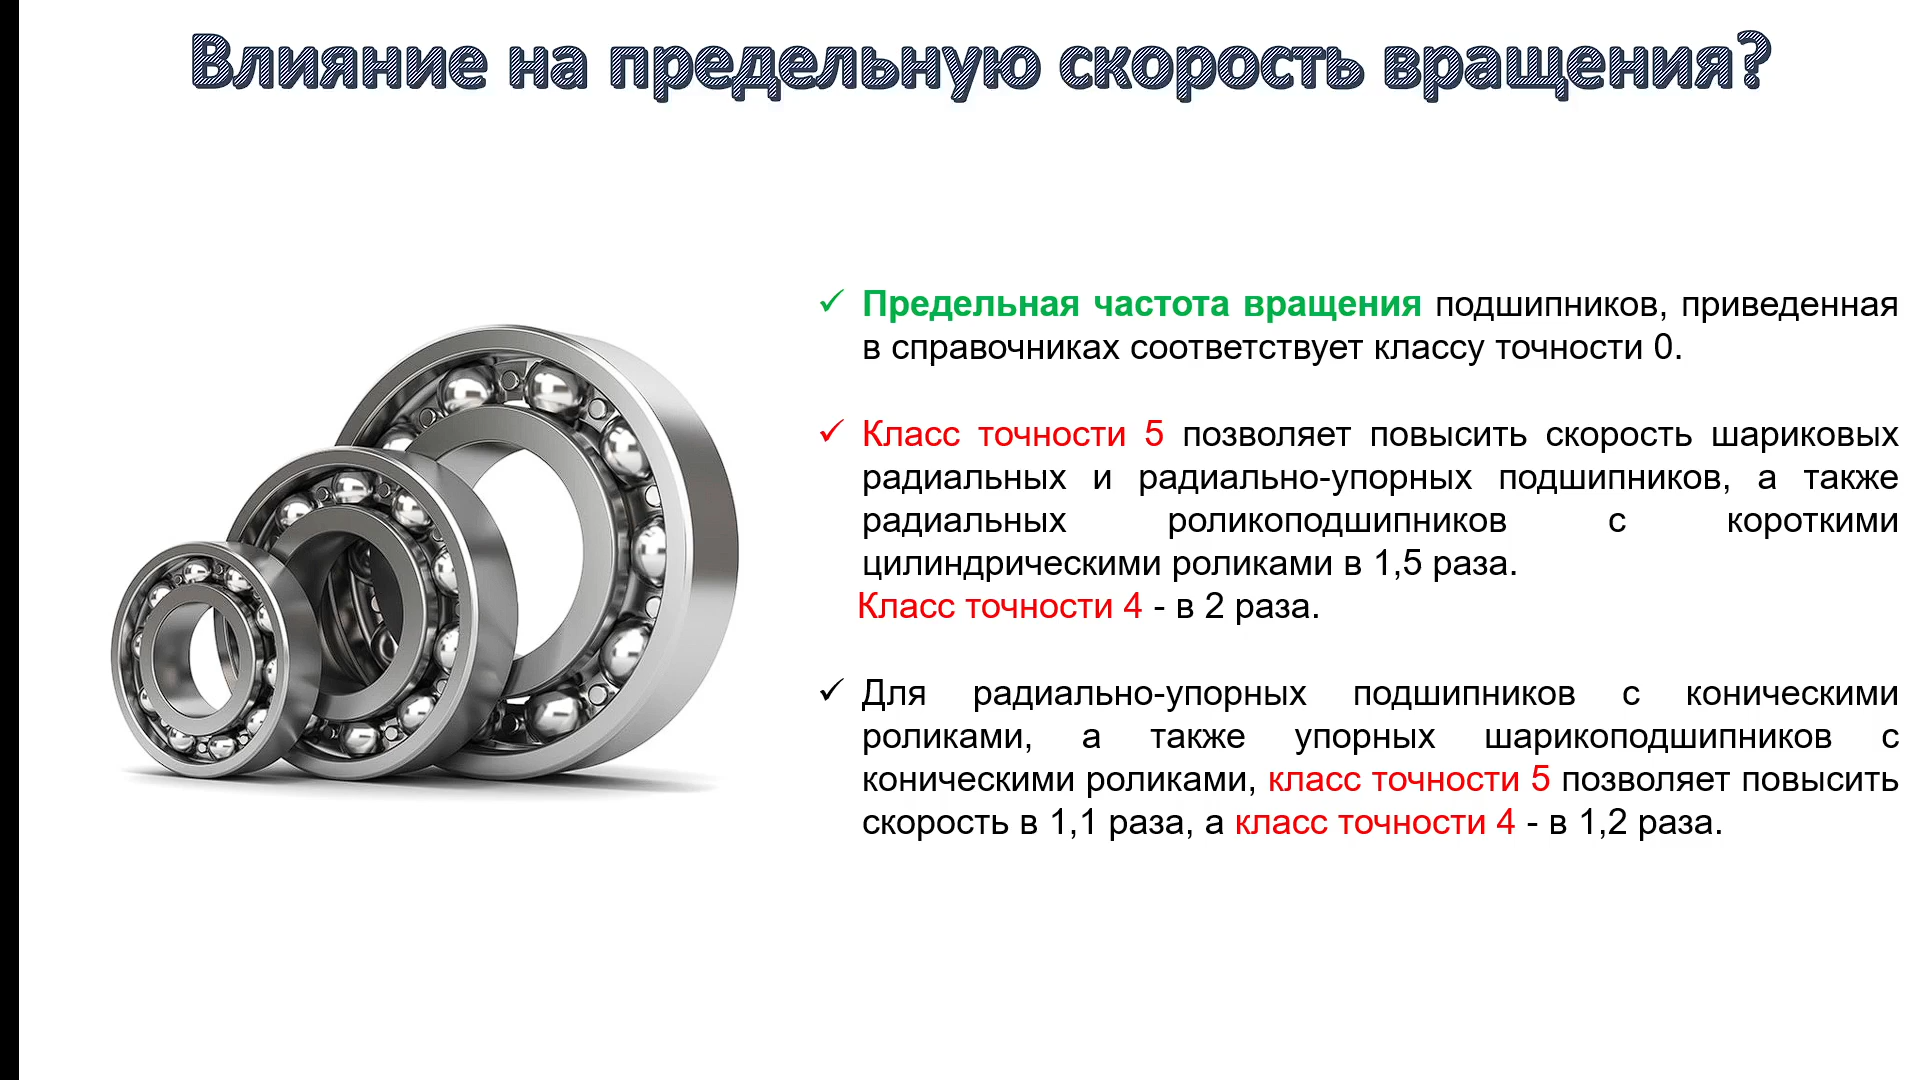 Влияние на предельную скорость вращения?
✓ Предельная частота вращения подшипников, приведенная
в справочниках соответствует классу точности 0.
✓ Класс точности 5 позволяет повысить скорость шариковых
радиальных и радиально-упорных подшипников, а также
радиальных роликоподшипников с короткими
цилиндрическими роликами в 1,5 раза.
Класс точности 4 - в 2 раза.
✓ Для радиально-упорных подшипников с коническими
роликами, а также упорных шарикоподшипников с
коническими роликами, класс точности 5 позволяет повысить
скорость в 1,1 раза, а класс точности 4 - в 1,2 раза.